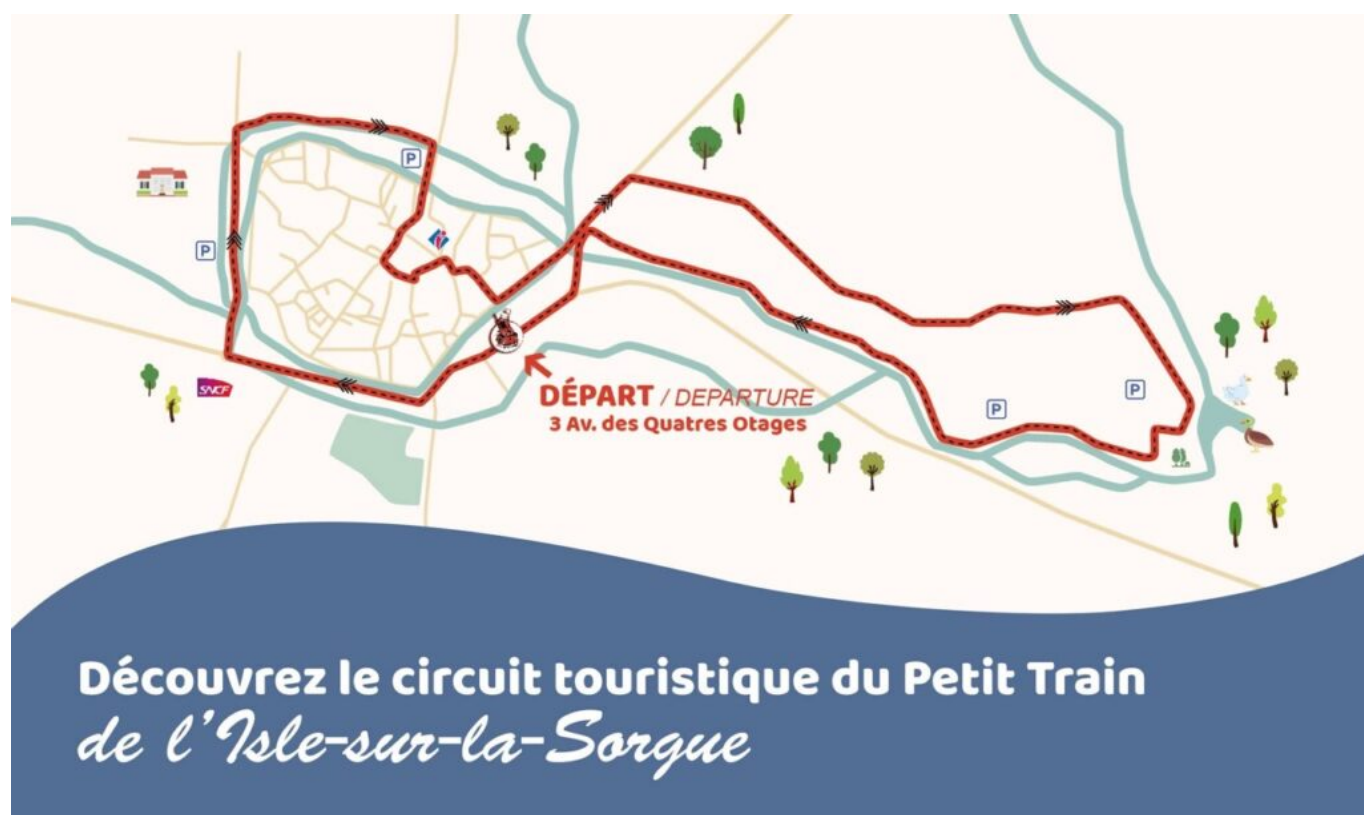 P
P
SNCF
DÉPART / DEPARTURE
3 Av. des Quatres Otages
P
P
Découvrez le circuit touristique du Petit Train
de l'Isle-sur-la-Sorgue